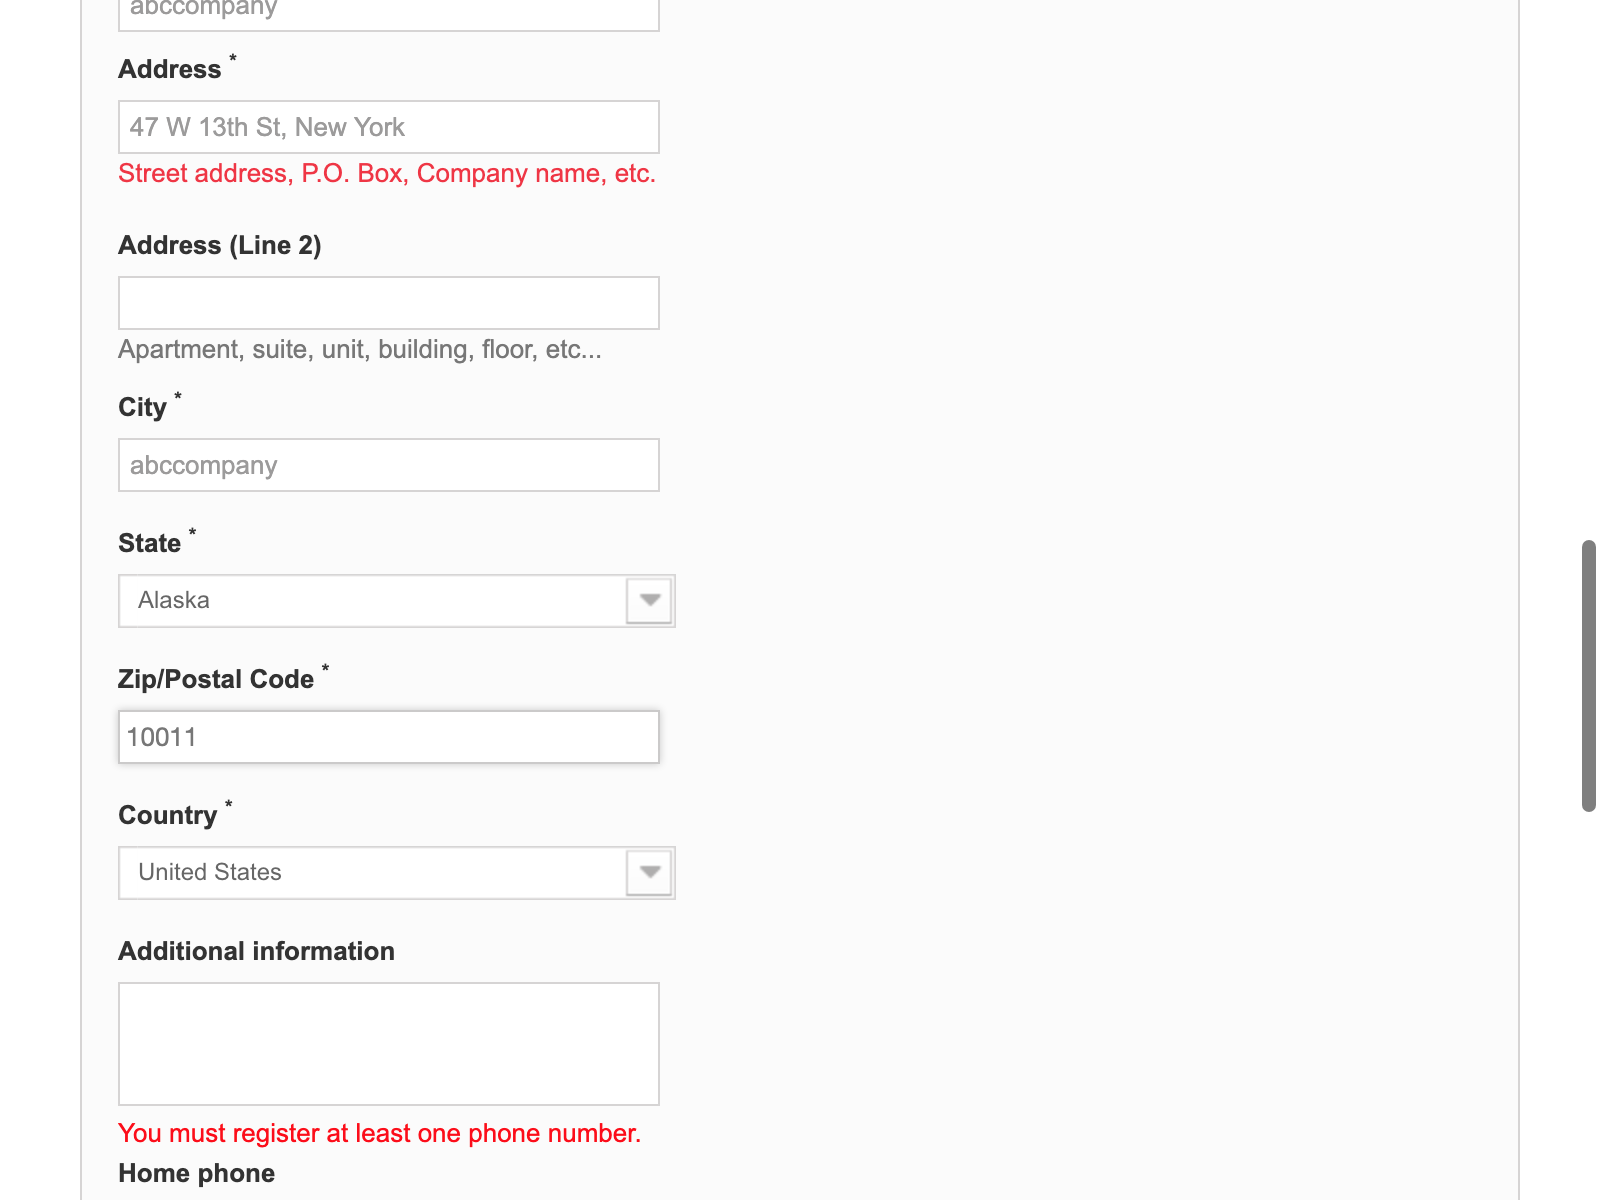 abccompany
Address *
47 W 13th St, New York
Street address, P.O. Box, Company name, etc.
Address (Line 2)
Apartment, suite, unit, building, floor, etc...
City *
abccompany
State *
Alaska
Zip/Postal Code *
10011
Country *
United States
Additional information
You must register at least one phone number.
Home phone